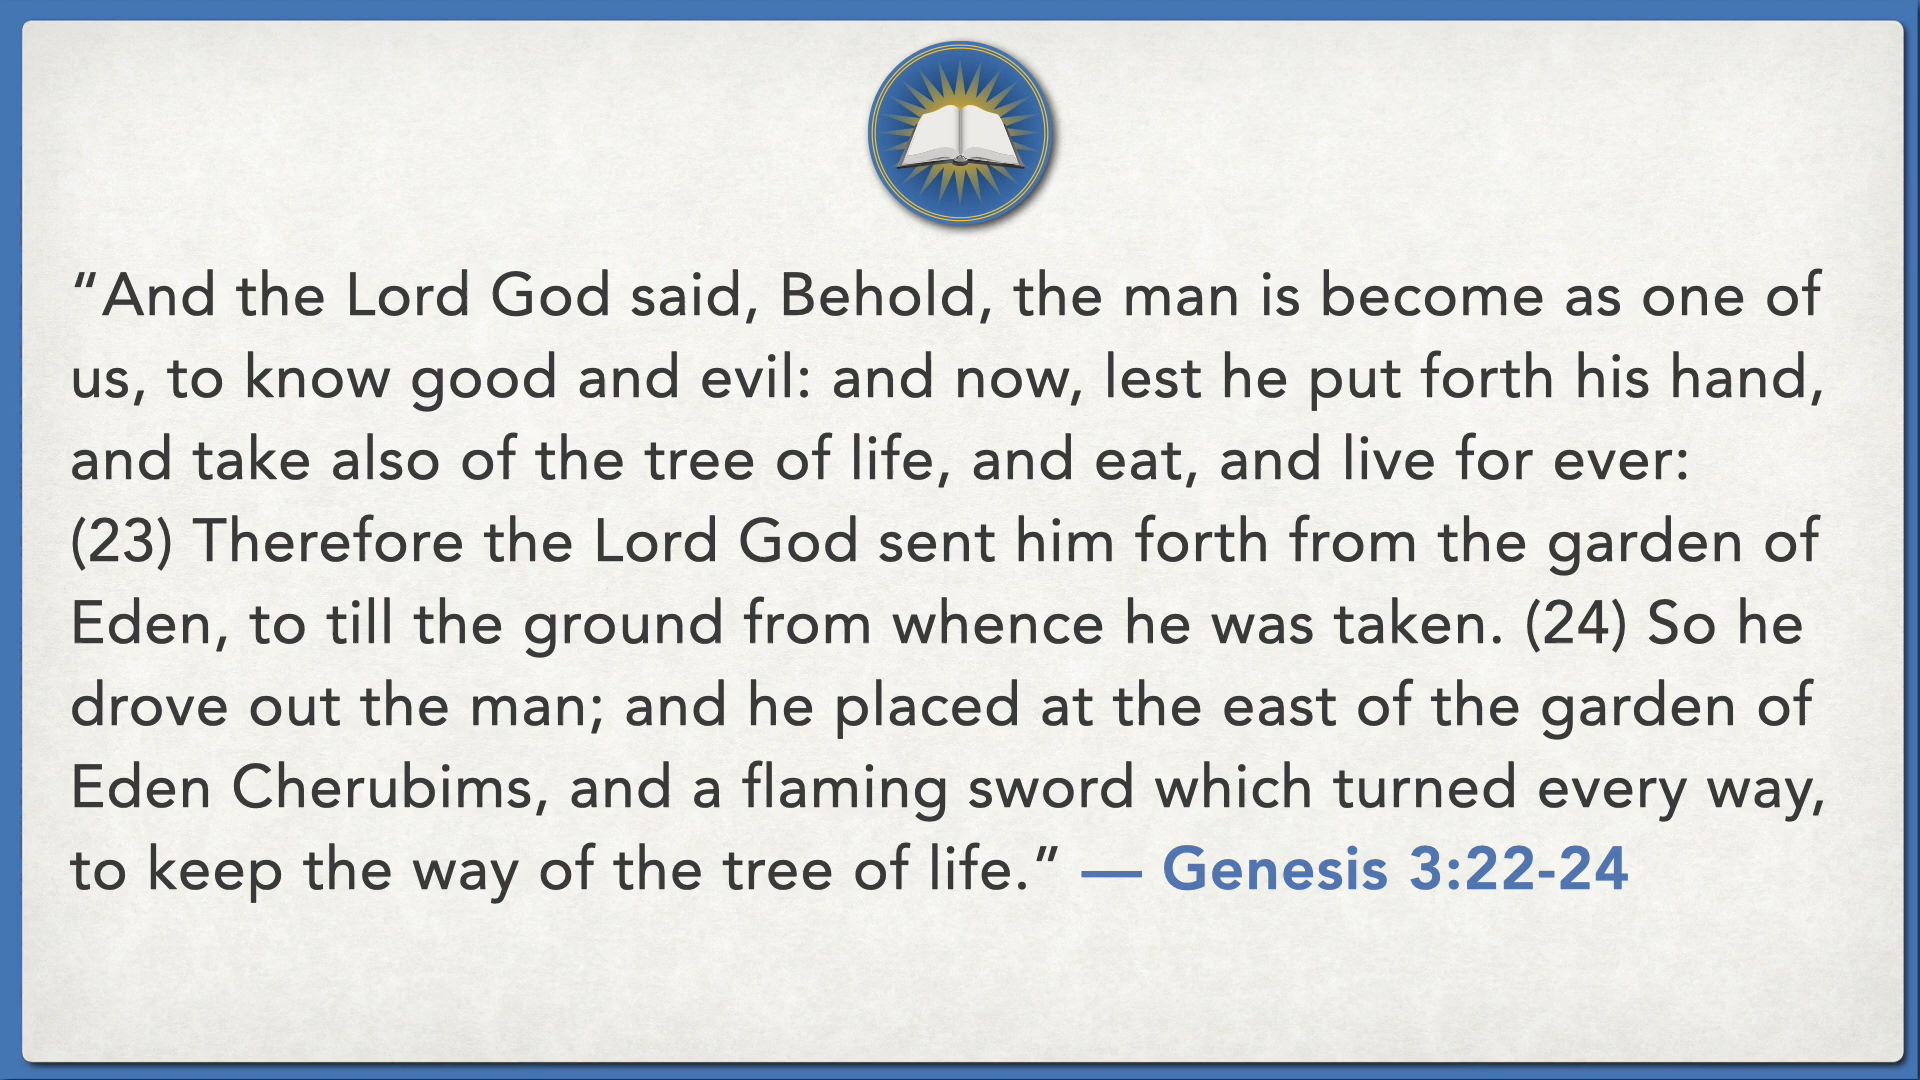 “And the Lord God said, Behold, the man is become as one of
us, to know good and evil: and now, lest he put forth his hand,
and take also of the tree of life, and eat, and live for ever:
(23) Therefore the Lord God sent him forth from the garden of
Eden, to till the ground from whence he was taken. (24) So he
drove out the man; and he placed at the east of the garden of
Eden Cherubims, and a flaming sword which turned every way,
to keep the way of the tree of life.” — Genesis 3:22-24